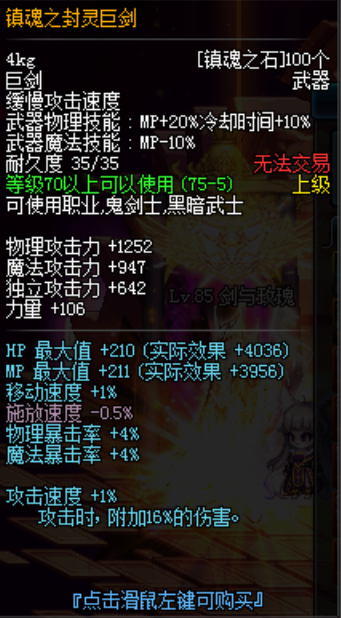 镇魂之封灵巨剑
4kg [镇魂之石]100个
巨剑 武器
缓慢攻击速度
武器物理技能：MP+20%冷却时间+10%
武器魔法技能：MP-10%
耐久度 35/35 无法交易
等级70以上可以使用 (75-5) 上级
可使用职业,鬼剑士,黑暗武士
物理攻击力 +1252
魔法攻击力 +947
独立攻击力 +642
Lv.85 剑与玫瑰
力量 +106
HP 最大值 +210 (实际效果 +4036)
MP 最大值 +211 (实际效果 +3956)
移动速度 +1%
施放速度 -0.5%
物理暴击率 +4%
魔法暴击率 +4%
攻击速度 +1%
攻击时, 附加16%的伤害。
『点击滑鼠左键可购买』